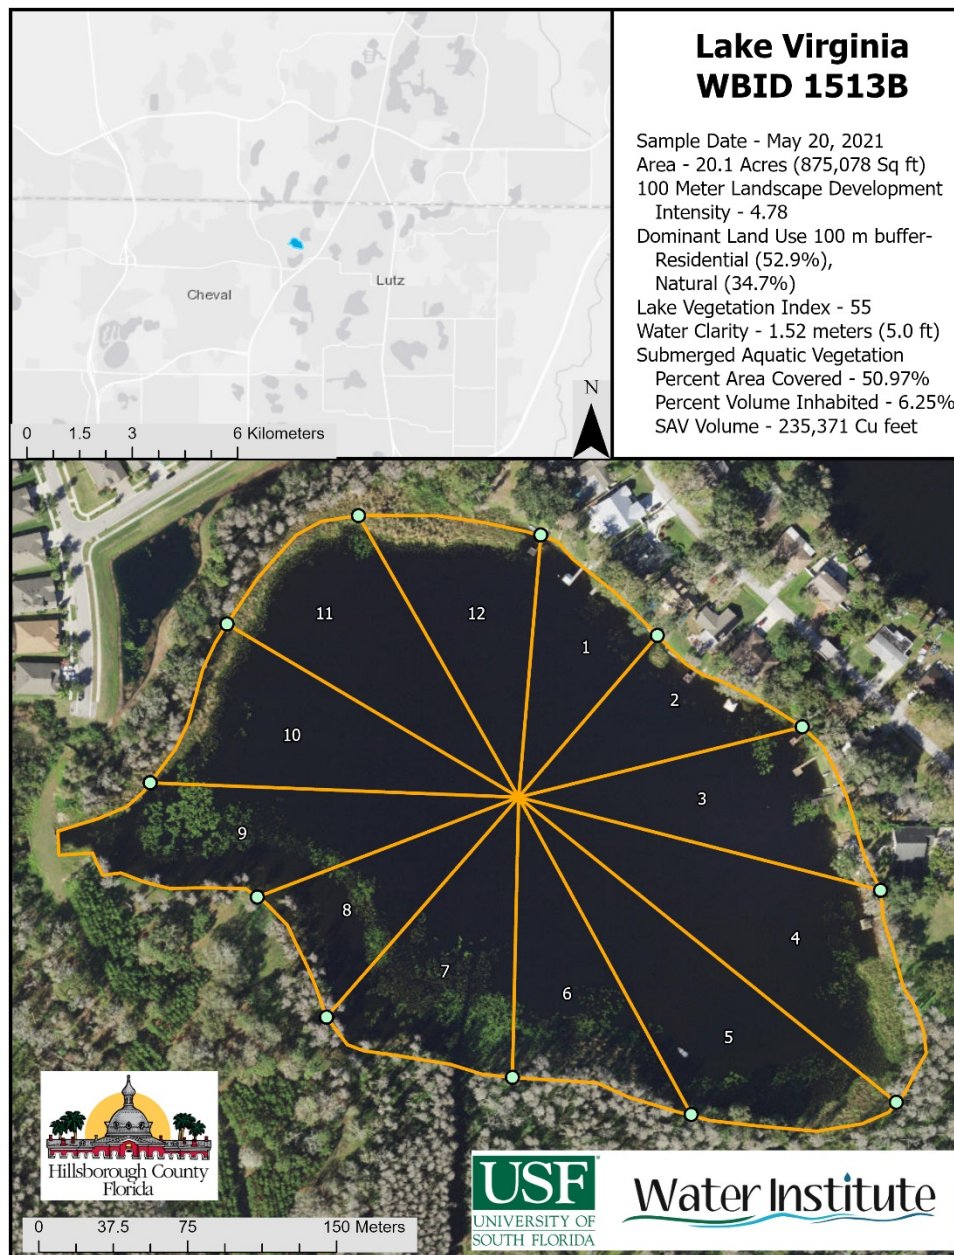 Lake Virginia
WBID 1513B
Sample Date - May 20, 2021
Area - 20.1 Acres (875,078 Sq ft)
100 Meter Landscape Development
Intensity - 4.78
Dominant Land Use 100 m buffer-
Residential (52.9%),
Natural (34.7%)
Lake Vegetation Index - 55
Water Clarity - 1.52 meters (5.0 ft)
Submerged Aquatic Vegetation
Percent Area Covered - 50.97%
Percent Volume Inhabited - 6.25%
SAV Volume - 235,371 Cu feet
Cheval
Lutz
N
0 1.5 3 6 Kilometers
11
12
1
2
10
3
9
8
4
7
6
5
Hillsborough County
Florida
0 37.5 75 150 Meters
USF
UNIVERSITY OF
SOUTH FLORIDA
Water Institute